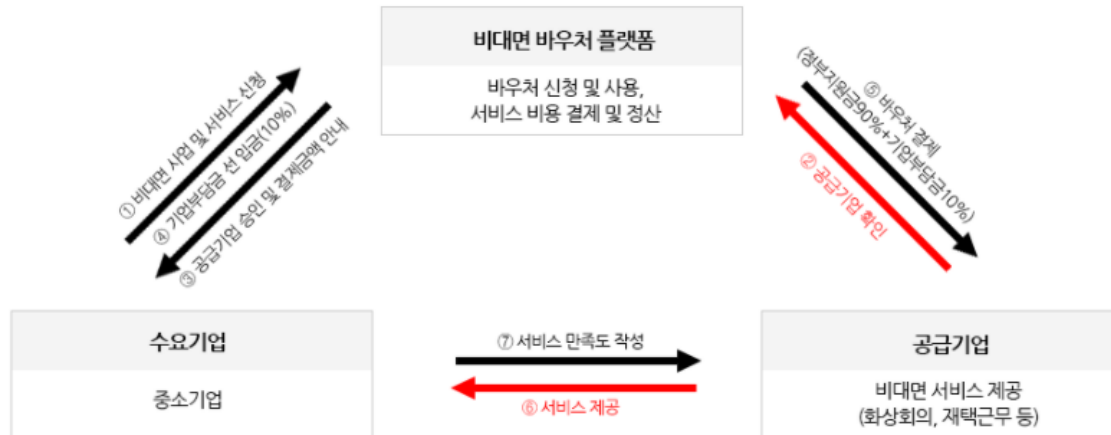 비대면 바우처 플랫폼
바우처 신청 및 사용,
서비스 비용 결제 및 정산
① 비대면 사업 및 서비스 신청
④ 기업부담금 선 입금(10%)
③ 공급기업 승인 및 결제금액 안내
⑤ 바우처 결제
(정부지원금90%+기업부담금10%)
② 공급기업 확인
수요기업
중소기업
⑦ 서비스 만족도 작성
⑥ 서비스 제공
공급기업
비대면 서비스 제공
(화상회의, 재택근무 등)